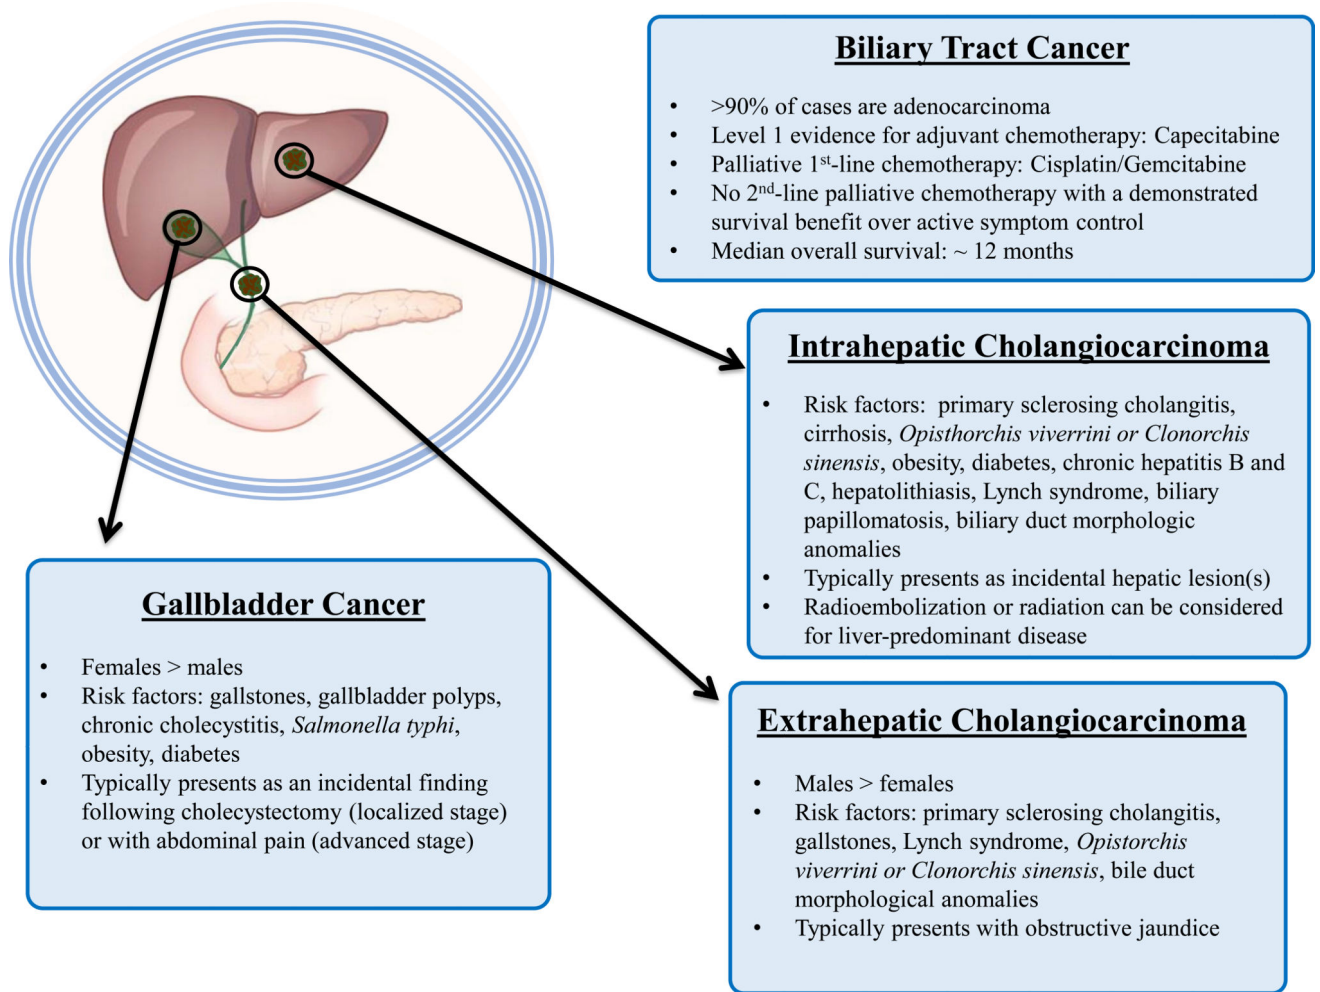 Biliary Tract Cancer
• >90% of cases are adenocarcinoma
• Level 1 evidence for adjuvant chemotherapy: Capecitabine
• Palliative 1st-line chemotherapy: Cisplatin/Gemcitabine
• No 2nd-line palliative chemotherapy with a demonstrated
survival benefit over active symptom control
• Median overall survival: ~ 12 months
Intrahepatic Cholangiocarcinoma
• Risk factors: primary sclerosing cholangitis,
cirrhosis, Opisthorchis viverrini or Clonorchis
sinensis, obesity, diabetes, chronic hepatitis B and
C, hepatolithiasis, Lynch syndrome, biliary
papillomatosis, biliary duct morphologic
anomalies
• Typically presents as incidental hepatic lesion(s)
• Radioembolization or radiation can be considered
for liver-predominant disease
Gallbladder Cancer
• Females > males
• Risk factors: gallstones, gallbladder polyps,
chronic cholecystitis, Salmonella typhi,
obesity, diabetes
• Typically presents as an incidental finding
following cholecystectomy (localized stage)
or with abdominal pain (advanced stage)
Extrahepatic Cholangiocarcinoma
• Males > females
• Risk factors: primary sclerosing cholangitis,
gallstones, Lynch syndrome, Opistorchis
viverrini or Clonorchis sinensis, bile duct
morphological anomalies
• Typically presents with obstructive jaundice